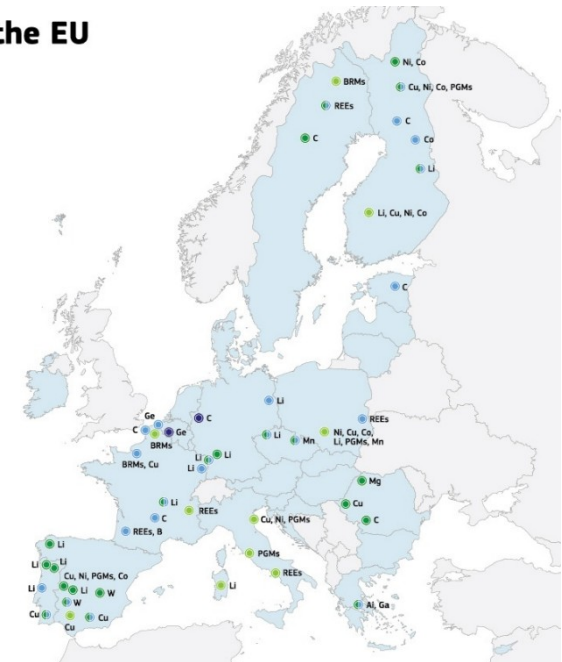 the EU
Ni, Co
BRMs
Cu, Ni, Co, PGMs
REEs
C
C
Co
Li
Li, Cu, Ni, Co
C
Li
Ge
C
C
Ge
BRMs
REEs
Ni, Cu, Co,
Li, PGMs, Mn
Li
Mn
BRMs, Cu
Li
Li
Li
Mg
Li
Cu
REEs
C
C
Cu, Ni, PGMs
REEs, B
Li
PGMs
Li
Li
REEs
Cu, Ni, PGMs, Co
Li
Li
Li
W
W
Al, Ga
Cu
Cu
Cu